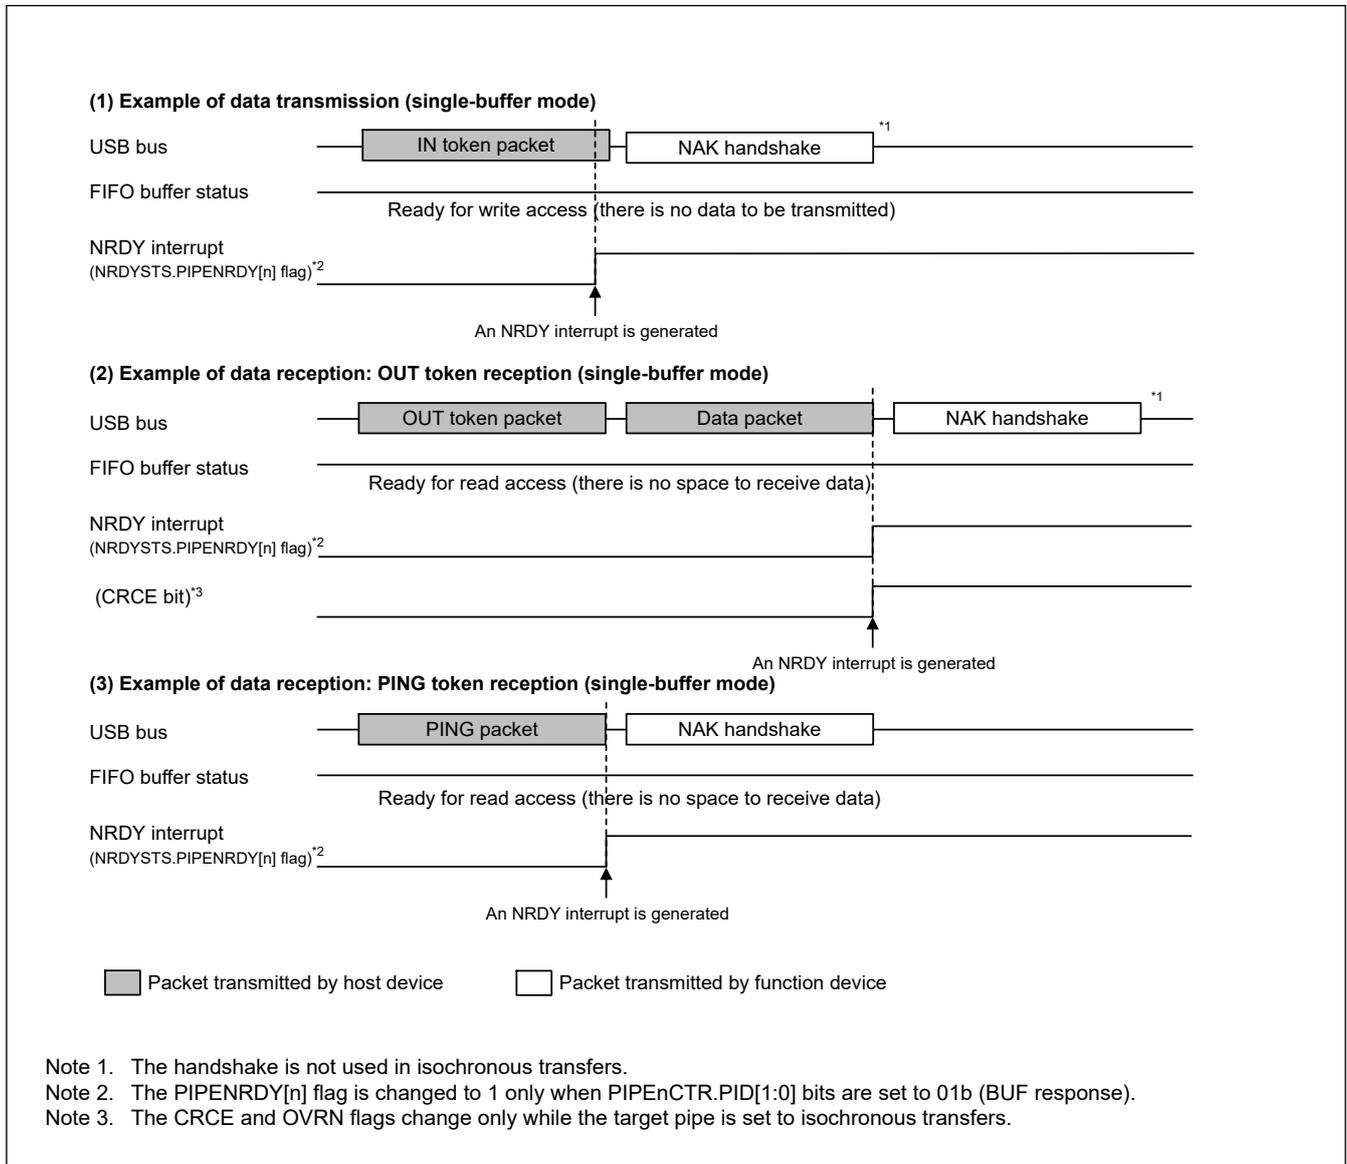 (1) Example of data transmission (single-buffer mode)
USB bus
IN token packet
NAK handshake
*1
FIFO buffer status
Ready for write access (there is no data to be transmitted)
NRDY interrupt
(NRDYSTS.PIPENRDY[n] flag)*2
An NRDY interrupt is generated
(2) Example of data reception: OUT token reception (single-buffer mode)
USB bus
OUT token packet
Data packet
NAK handshake
*1
FIFO buffer status
Ready for read access (there is no space to receive data)
NRDY interrupt
(NRDYSTS.PIPENRDY[n] flag)*2
(CRCE bit)*3
An NRDY interrupt is generated
(3) Example of data reception: PING token reception (single-buffer mode)
USB bus
PING packet
NAK handshake
FIFO buffer status
Ready for read access (there is no space to receive data)
NRDY interrupt
(NRDYSTS.PIPENRDY[n] flag)*2
An NRDY interrupt is generated
Packet transmitted by host device
Packet transmitted by function device
Note 1. The handshake is not used in isochronous transfers.
Note 2. The PIPENRDY[n] flag is changed to 1 only when PIPEnCTR.PID[1:0] bits are set to 01b (BUF response).
Note 3. The CRCE and OVRN flags change only while the target pipe is set to isochronous transfers.